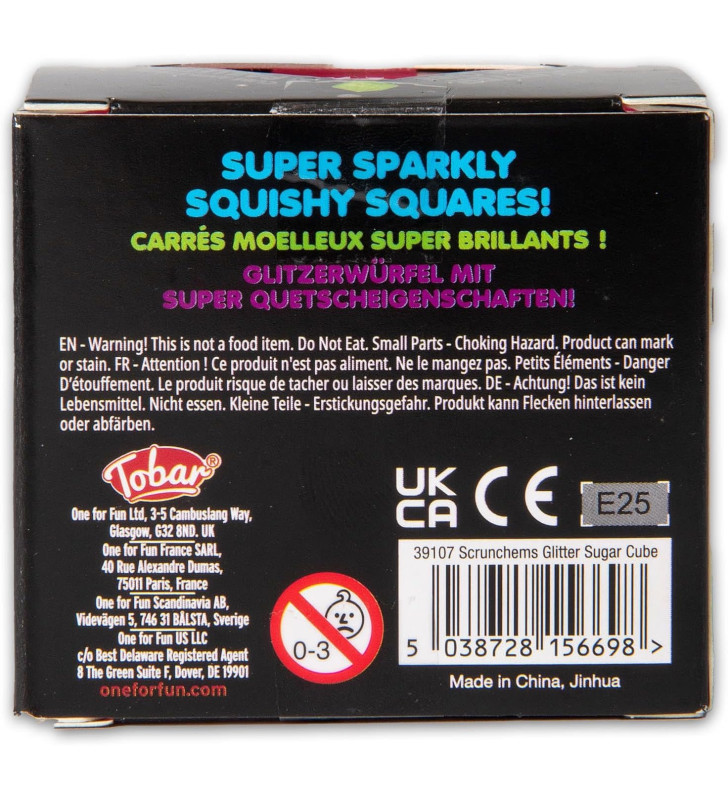 SUPER SPARKLY
SQUISHY SQUARES!
CARRÉS MOELLEUX SUPER BRILLANTS !
GLITZERWÜRFEL MIT
SUPER QUETSCHEIGENSCHAFTEN!
EN - Warning! This is not a food item. Do Not Eat. Small Parts - Choking Hazard. Product can mark
or stain. FR - Attention ! Ce produit n'est pas aliment. Ne le mangez pas. Petits Éléments - Danger
D'étouffement. Le produit risque de tacher ou laisser des marques. DE - Achtung! Das ist kein
Lebensmittel. Nicht essen. Kleine Teile - Erstickungsgefahr. Produkt kann Flecken hinterlassen
oder abfärben.
Tobar®
One for Fun Ltd, 3-5 Cambuslang Way,
Glasgow, G32 8ND. UK
One for Fun France SARL,
40 Rue Alexandre Dumas,
75011 Paris, France
One for Fun Scandinavia AB,
Videvägen 5, 746 31 BÅLSTA, Sverige
One for Fun US LLC
c/o Best Delaware Registered Agent
8 The Green Suite F, Dover, DE 19901
oneforfun.com
0-3
UK
CA
CE
E25
39107 Scrunchems Glitter Sugar Cube
5 038728 156698 >
Made in China, Jinhua